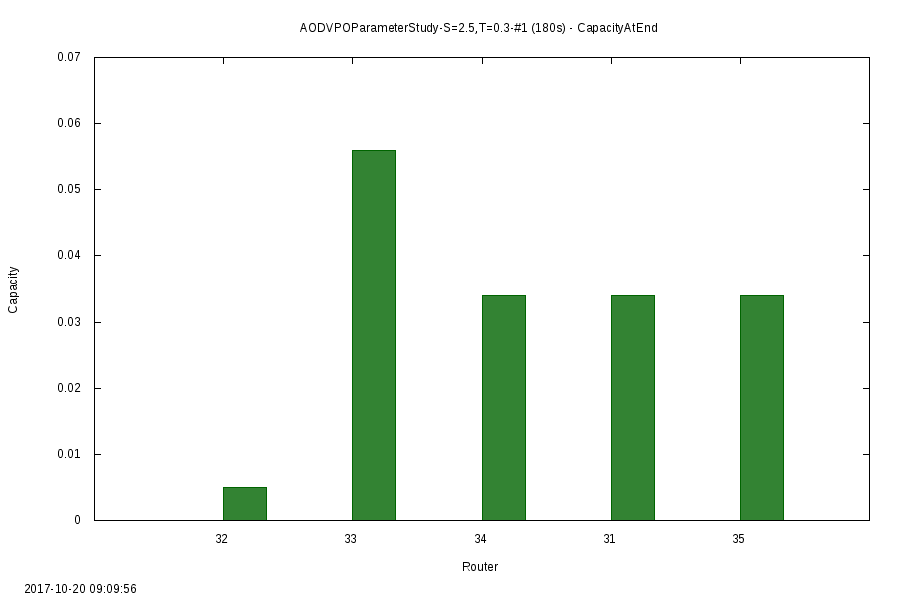 AODVPOParameterStudy-S=2.5,T=0.3-#1 (180s) - CapacityAtEnd
0.07
0.06
0.05
0.04
0.03
0.02
0.01
0
Capacity
32 33 34 31 35
Router
2017-10-20 09:09:56